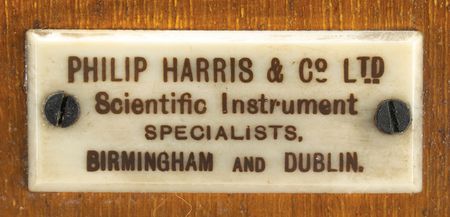 PHILIP HARRIS & Co LTD
Scientific Instrument
SPECIALISTS,
BIRMINGHAM AND DUBLIN.